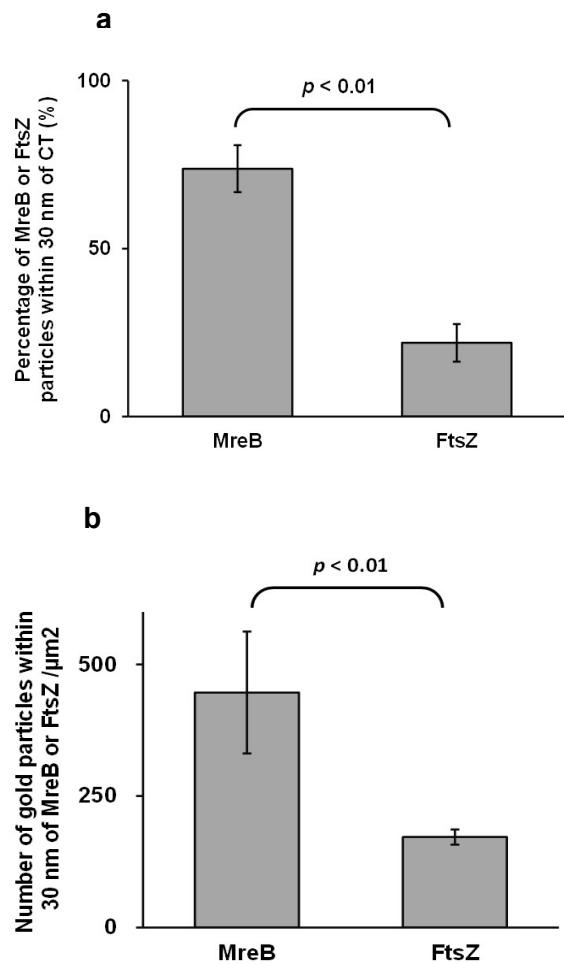 a
Percentage of MreB or FtsZ
particles within 30 nm of CT (%)
100
50
0
p < 0.01
MreB
FtsZ
b
Number of gold particles within
30 nm of MreB or FtsZ /µm2
500
250
0
p < 0.01
MreB
FtsZ